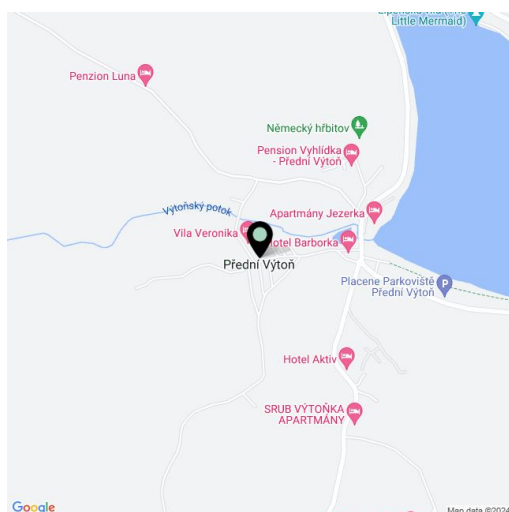 Little Mermaid)
Penzion Luna
Německý hřbitov
Pension Vyhlídka
- Přední Výtoň
Výtoňský potok
Apartmány Jezerka
Vila Veronika
Hotel Barborka
Přední Výtoň
Placene Parkoviště
Přední Výtoň
P
Hotel Aktiv
SRUB VÝTOŇKA
APARTMÁNY
Google
Map data ©2024